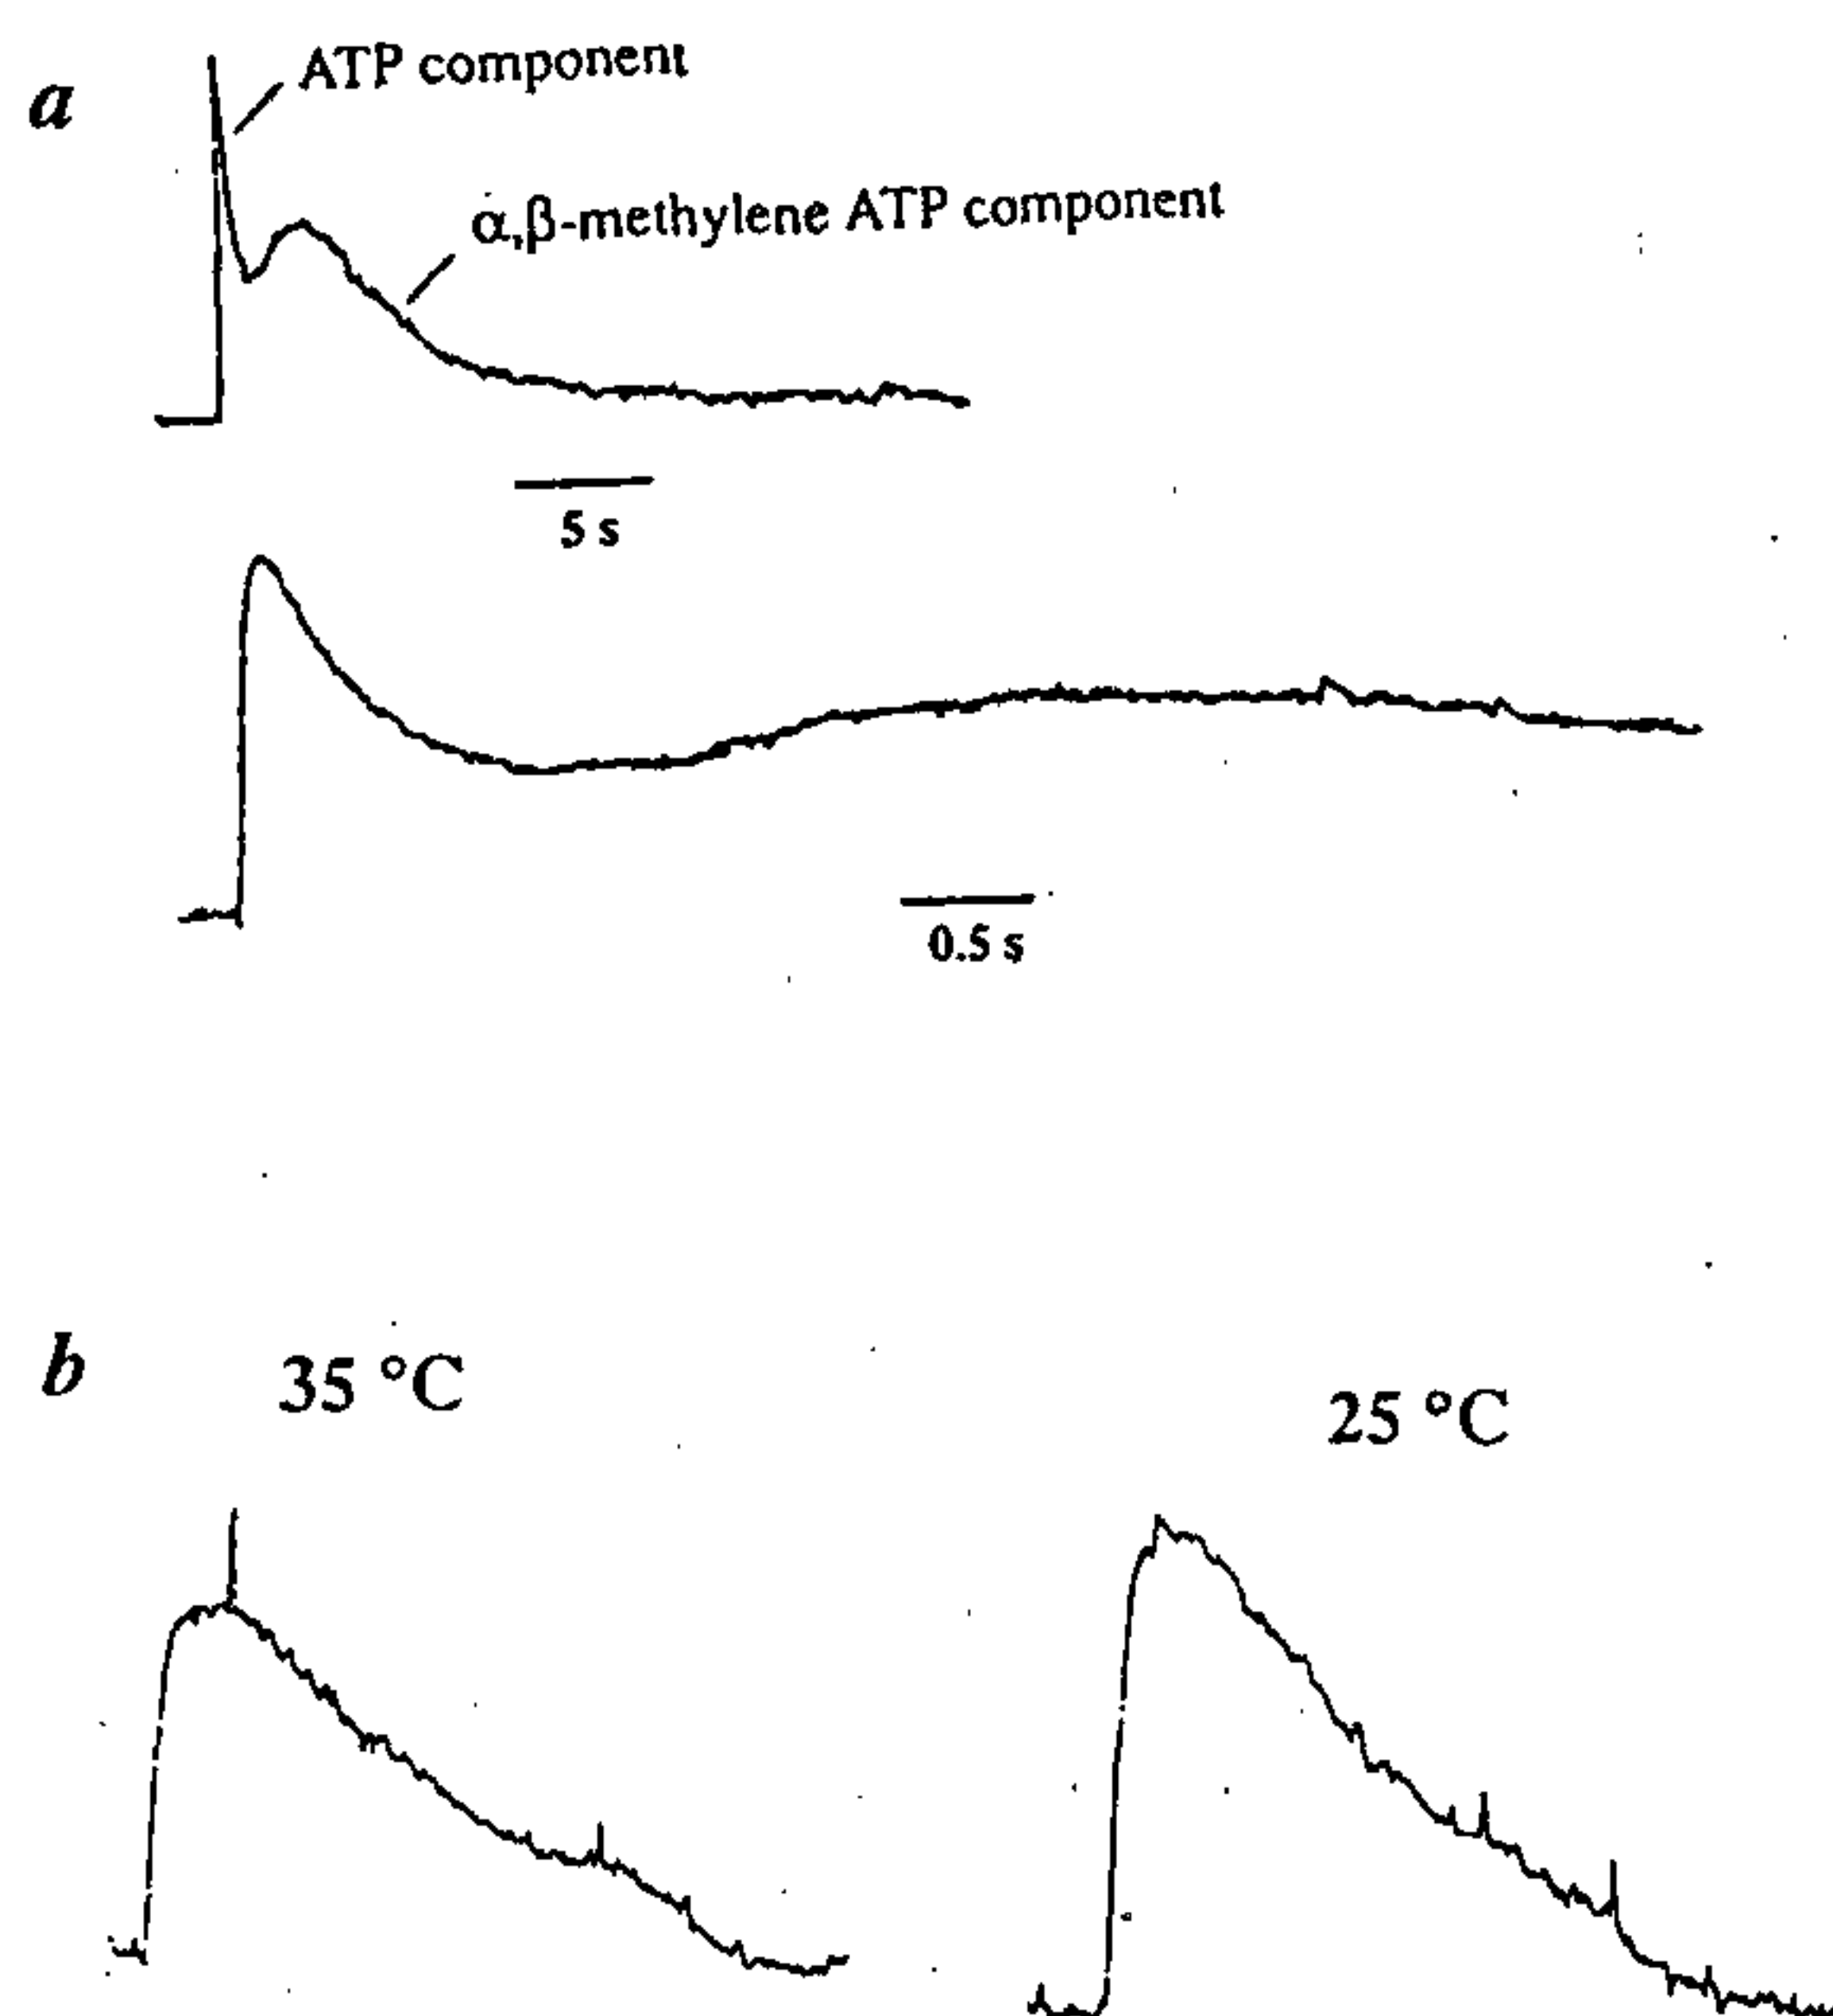 a
ATP component
α,β-methylene ATP component
5 s
0.5 s
b
35 °C
25 °C